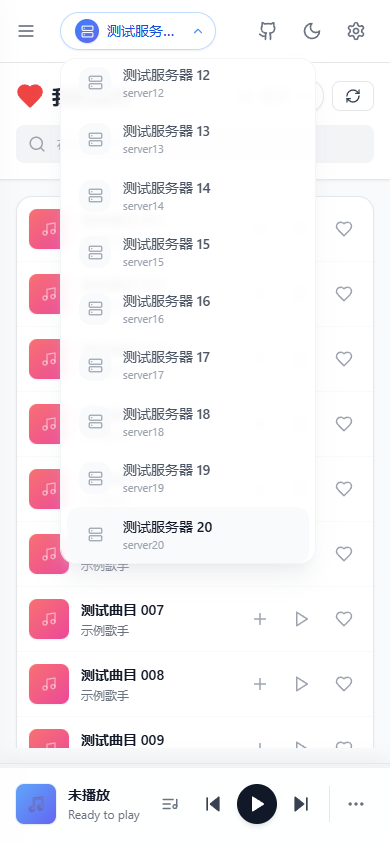 测试服务...
测试服务器 12
server12
测试服务器 13
server13
测试服务器 14
server14
测试服务器 15
server15
测试服务器 16
server16
测试服务器 17
server17
测试服务器 18
server18
测试服务器 19
server19
测试服务器 20
server20
示例歌手
测试曲目 007
示例歌手
测试曲目 008
示例歌手
测试曲目 009
未播放
Ready to play